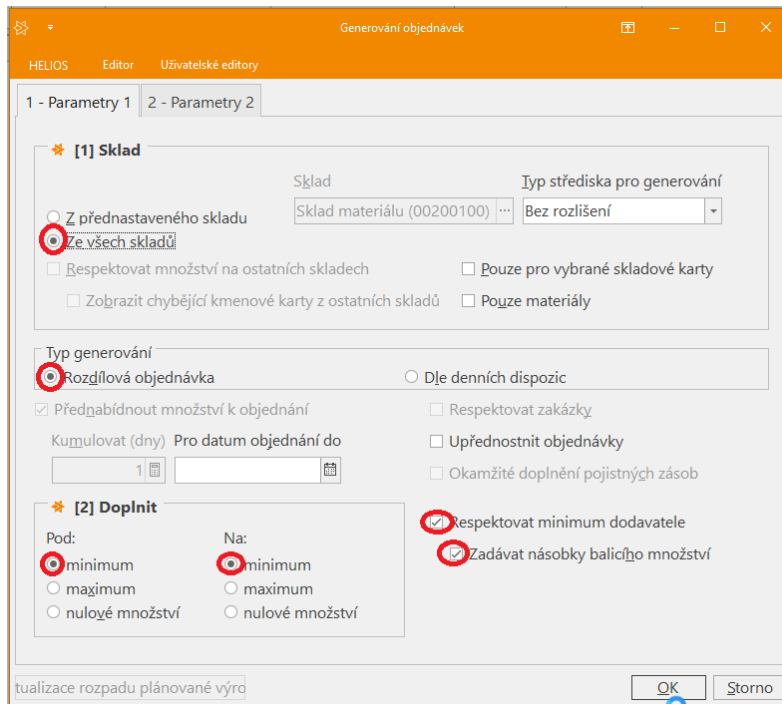 Generování objednávek
HELIOS Editor Uživatelské editory
1 - Parametry 1 2 - Parametry 2
[1] Sklad
Sklad Typ střediska pro generování
Z přednastaveného skladu Sklad materiálu (00200100) ... Bez rozlišení
Ze všech skladů
Respektovat množství na ostatních skladech Pouze pro vybrané skladové karty
Zobrazit chybějící kmenové karty z ostatních skladů Pouze materiály
Typ generování
Rozdílová objednávka Dle denních dispozic
Přednabídnout množství k objednání Respektovat zakázky
Kumulovat (dny) Pro datum objednání do Upřednostnit objednávky
1 Okamžité doplnění pojistných zásob
[2] Doplnit
Respektovat minimum dodavatele
Pod: Na:
Zadávat násobky balicího množství
minimum minimum
maximum maximum
nulové množství nulové množství
tualizace rozpadu plánované výro OK Storno